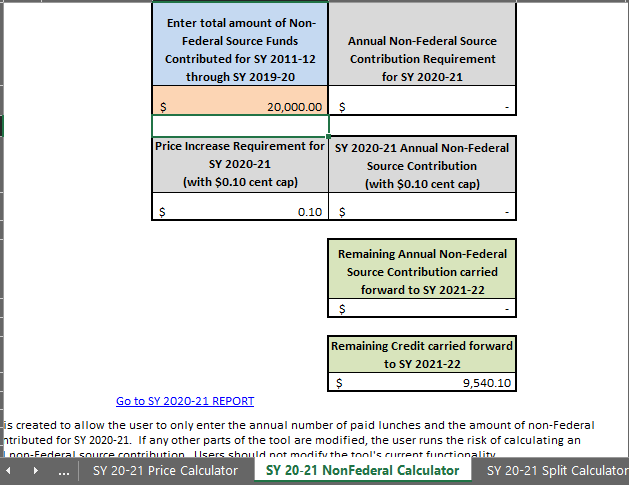 Enter total amount of Non-
Federal Source Funds
Contributed for SY 2011-12
through SY 2019-20
Annual Non-Federal Source
Contribution Requirement
for SY 2020-21
$ 20,000.00
$ -
Price Increase Requirement for
SY 2020-21
(with $0.10 cent cap)
SY 2020-21 Annual Non-Federal
Source Contribution
(with $0.10 cent cap)
$ 0.10
$ -
Remaining Annual Non-Federal
Source Contribution carried
forward to SY 2021-22
$ -
Remaining Credit carried forward
to SY 2021-22
$ 9,540.10
Go to SY 2020-21 REPORT
is created to allow the user to only enter the annual number of paid lunches and the amount of non-Federal
ntributed for SY 2020-21. If any other parts of the tool are modified, the user runs the risk of calculating an
non-Federal source contribution. Users should not modify the tool's current functionality.
... SY 20-21 Price Calculator SY 20-21 NonFederal Calculator SY 20-21 Split Calculator